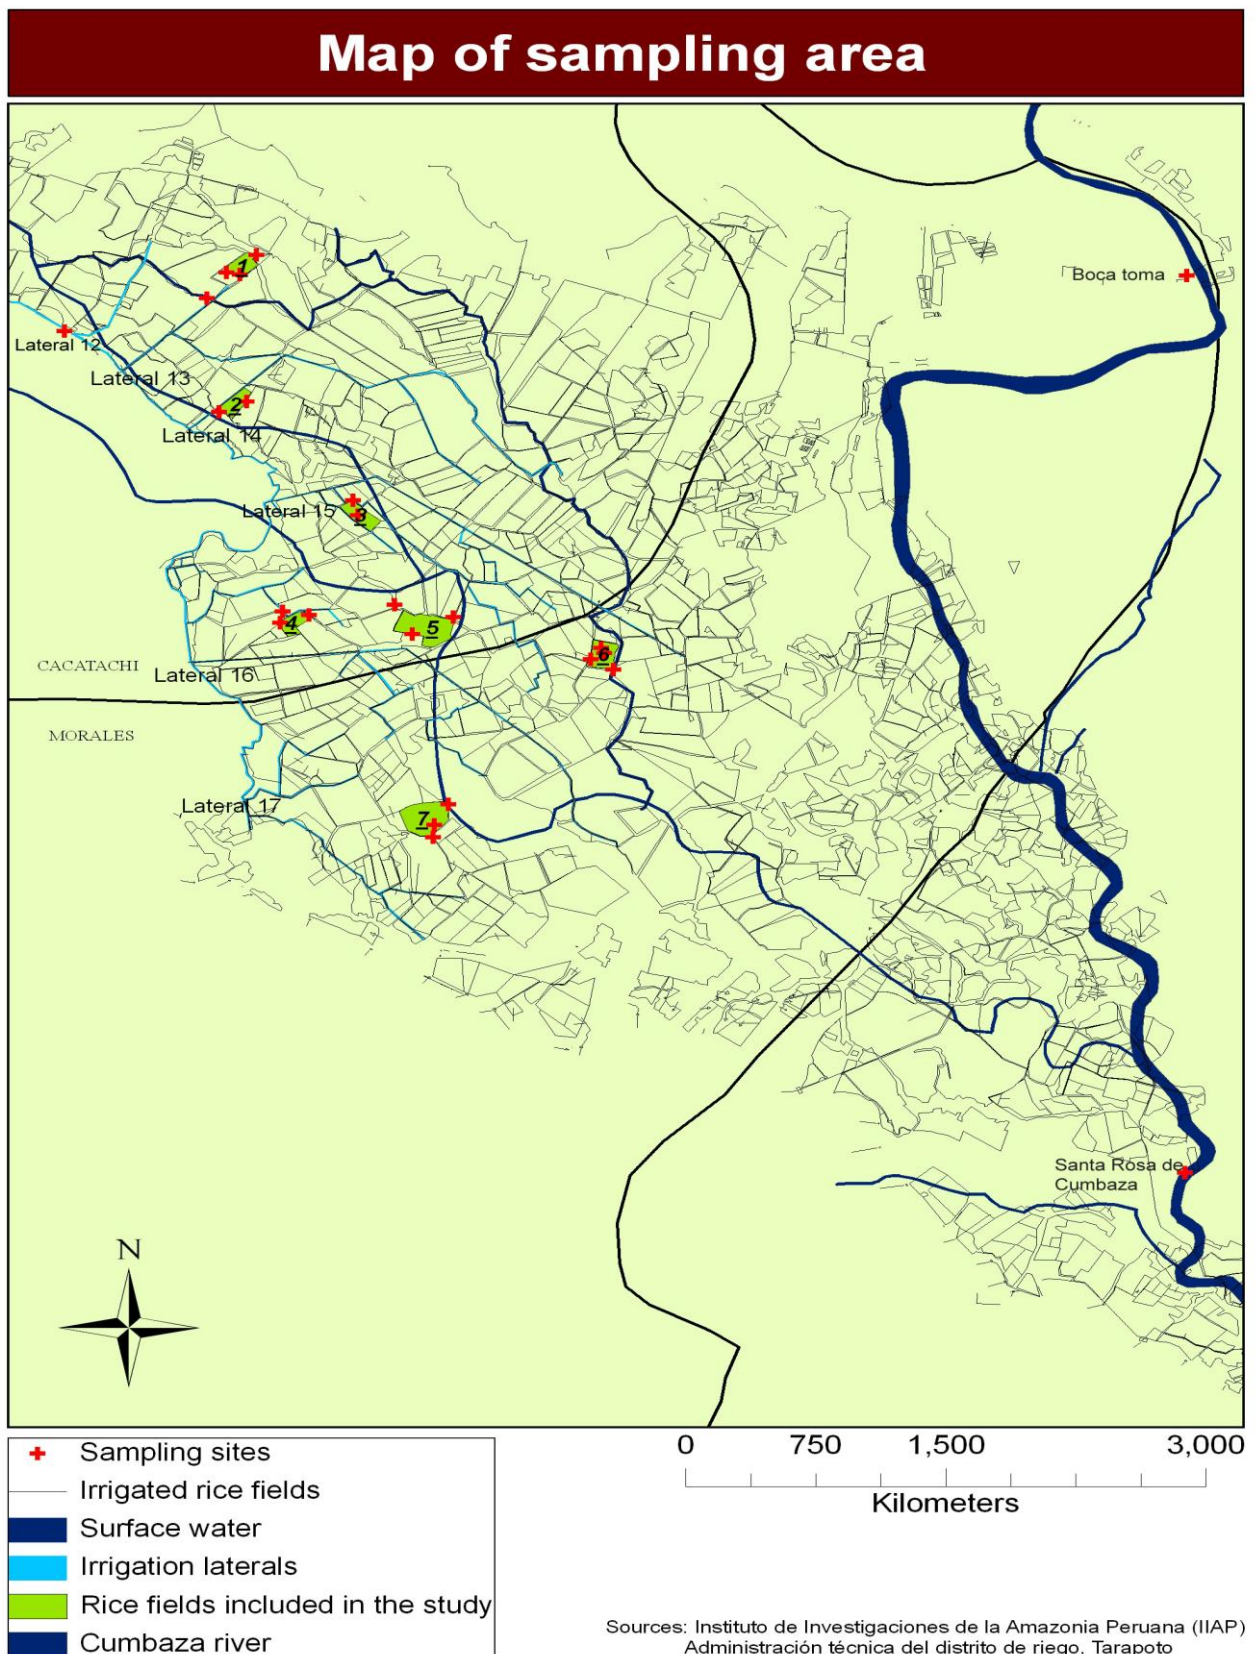 Map of sampling area
Boca toma
1
Lateral 12
Lateral 13
2
Lateral 14
Lateral 15
3
4
5
6
CACATACHI
Lateral 16
MORALES
Lateral 17
7
Santa Rosa de
Cumbaza
N
Sampling sites
Irrigated rice fields
Surface water
Irrigation laterals
Rice fields included in the study
Cumbaza river
0 750 1,500 3,000
Kilometers
Sources: Instituto de Investigaciones de la Amazonia Peruana (IIAP)
Administración técnica del distrito de riego, Tarapoto